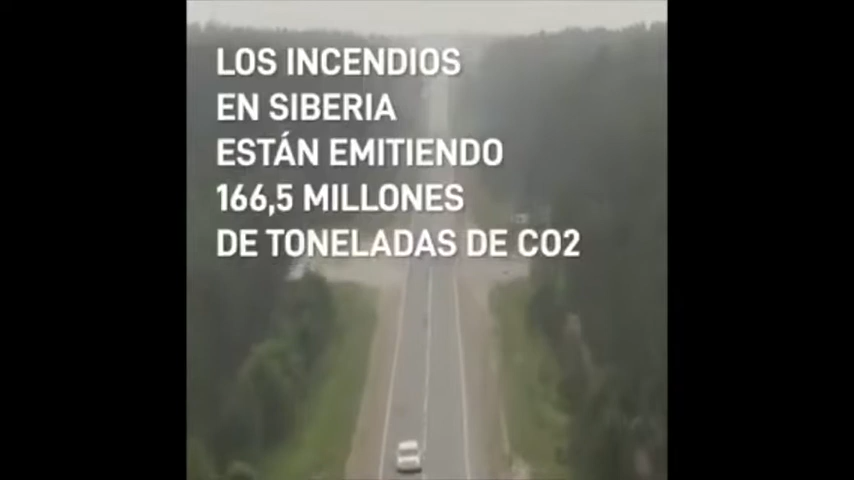 LOS INCENDIOS
EN SIBERIA
ESTÁN EMITIENDO
166,5 MILLONES
DE TONELADAS DE CO2